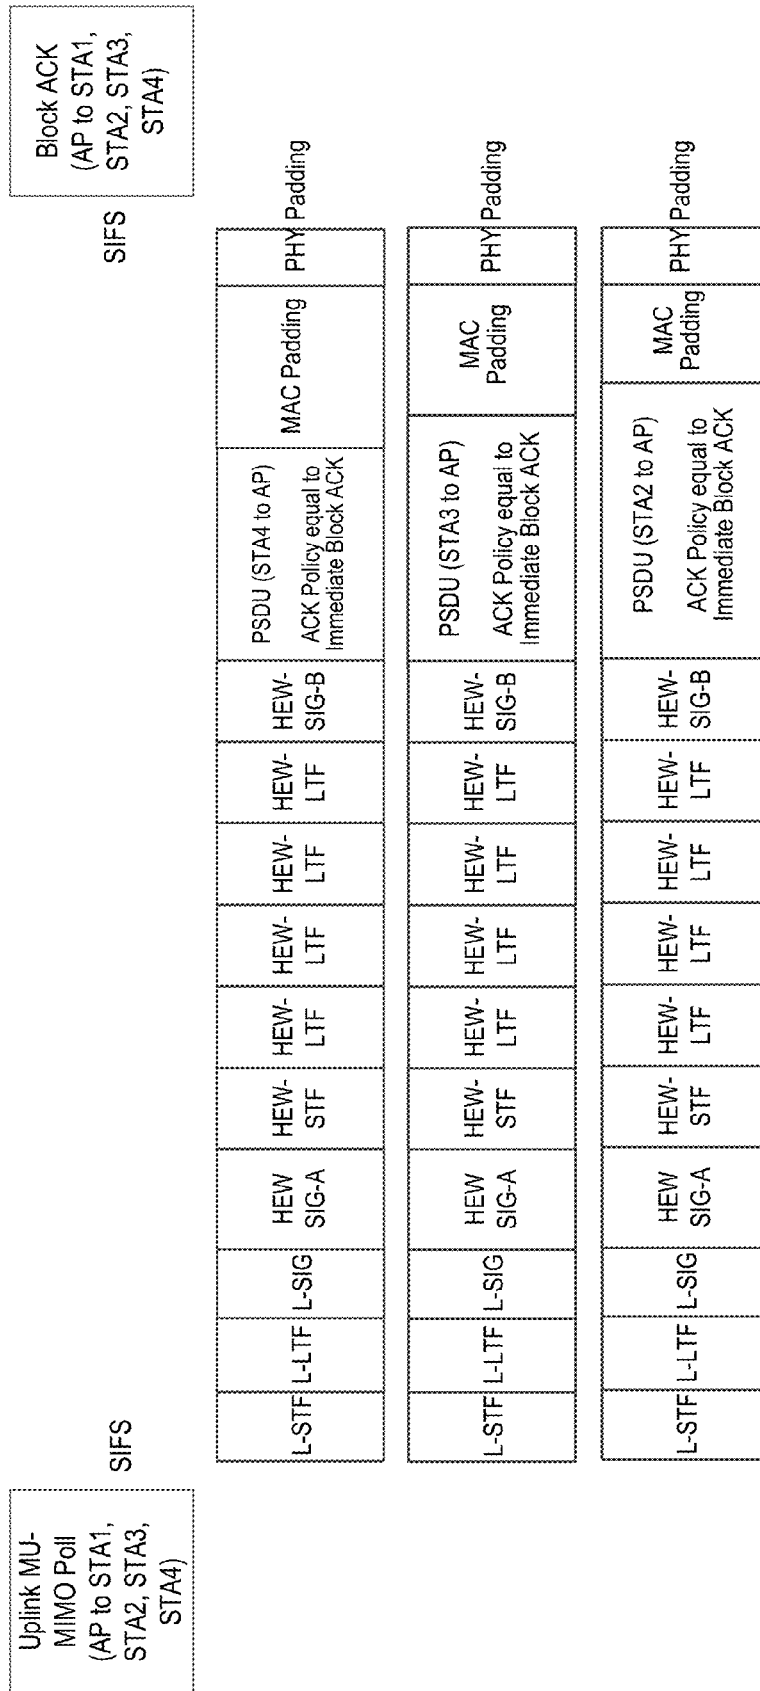 Uplink MU-
MIMO Poll
(AP to STA1,
STA2, STA3,
STA4)
SIFS
SIFS
Block ACK
(AP to STA1,
STA2, STA3,
STA4)
L-STF
L-LTF
L-SIG
HEW
SIG-A
HEW-
STF
HEW-
LTF
HEW-
LTF
HEW-
LTF
HEW-
LTF
HEW-
SIG-B
PSDU (STA4 to AP)
ACK Policy equal to
Immediate Block ACK
MAC Padding
PHY Padding
L-STF
L-LTF
L-SIG
HEW
SIG-A
HEW-
STF
HEW-
LTF
HEW-
LTF
HEW-
LTF
HEW-
LTF
HEW-
SIG-B
PSDU (STA3 to AP)
ACK Policy equal to
Immediate Block ACK
MAC
Padding
PHY Padding
L-STF
L-LTF
L-SIG
HEW
SIG-A
HEW-
STF
HEW-
LTF
HEW-
LTF
HEW-
LTF
HEW-
LTF
HEW-
SIG-B
PSDU (STA2 to AP)
ACK Policy equal to
Immediate Block ACK
MAC
Padding
PHY Padding